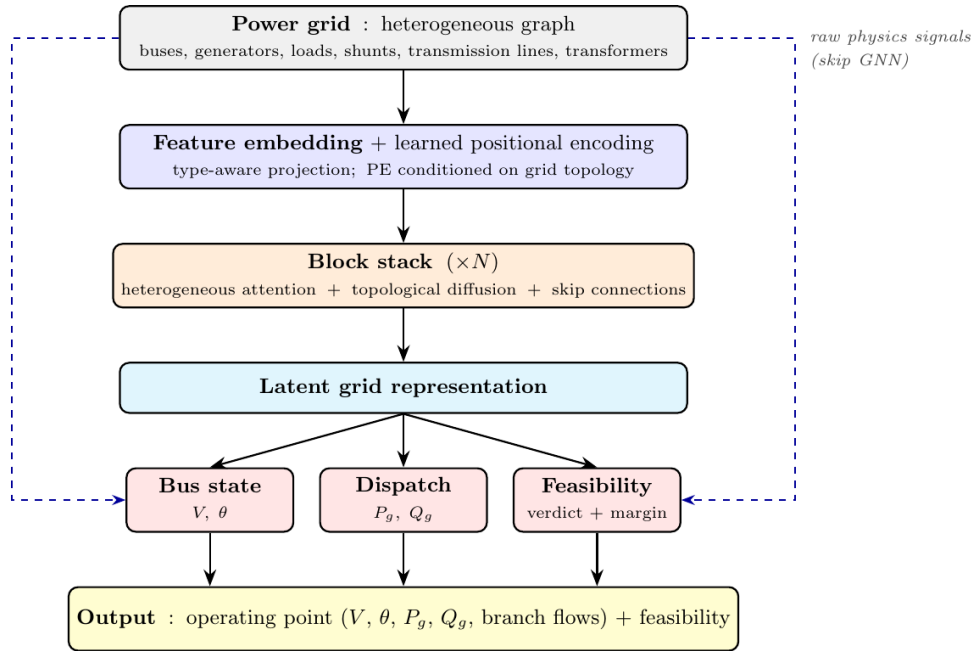 Power grid : heterogeneous graph
buses, generators, loads, shunts, transmission lines, transformers
raw physics signals
(skip GNN)
Feature embedding + learned positional encoding
type-aware projection; PE conditioned on grid topology
Block stack (×N)
heterogeneous attention + topological diffusion + skip connections
Latent grid representation
Bus state
V, θ
Dispatch
P_g, Q_g
Feasibility
verdict + margin
Output : operating point (V, θ, P_g, Q_g, branch flows) + feasibility